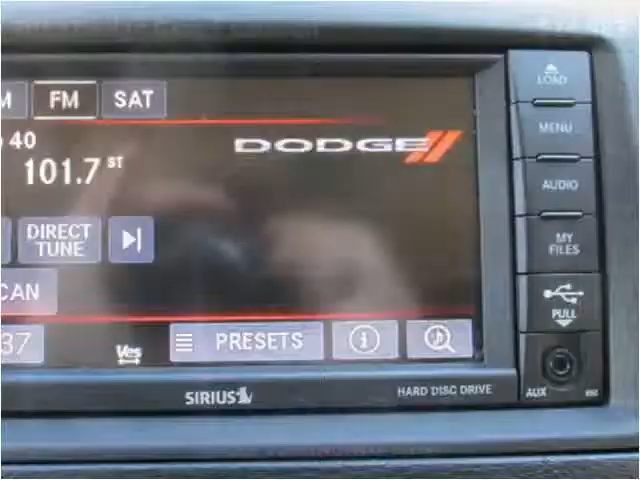 M FM SAT
40
101.7 ST
DODGE
DIRECT
TUNE
CAN
37
Ves
PRESETS
SIRIUS
HARD DISC DRIVE
LOAD
MENU
AUDIO
MY
FILES
PULL
AUX